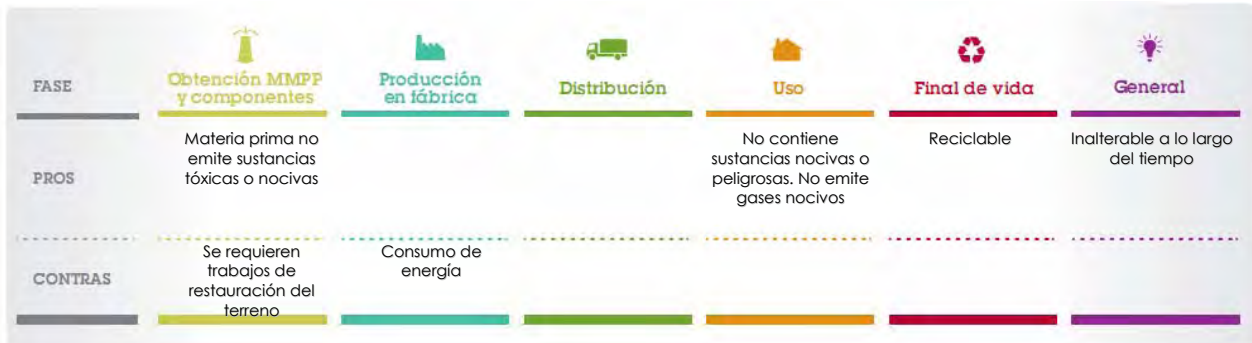 FASE
Obtención MMPP
y componentes
Producción
en fábrica
Distribución
Uso
Final de vida
General
PROS
Materia prima no
emite sustancias
tóxicas o nocivas
No contiene
sustancias nocivas o
peligrosas. No emite
gases nocivos
Reciclable
Inalterable a lo largo
del tiempo
CONTRAS
Se requieren
trabajos de
restauración del
terreno
Consumo de
energía